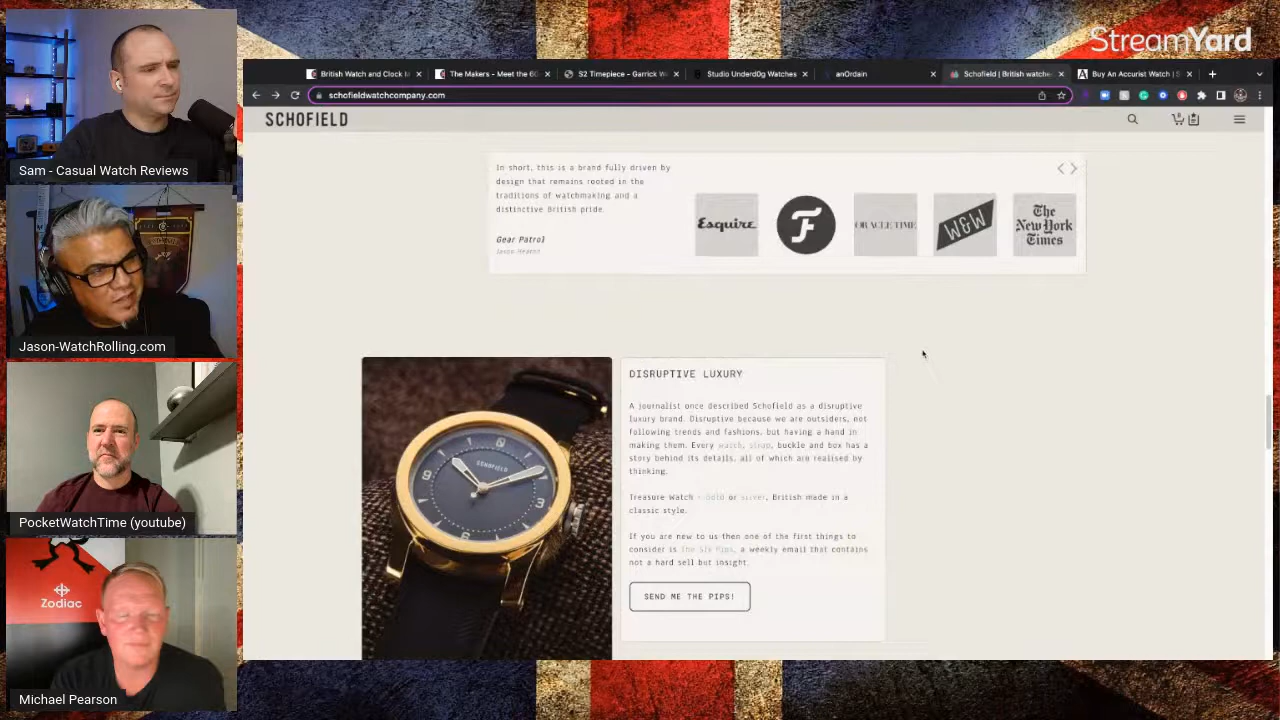 StreamYard
Sam - Casual Watch Reviews
Jason-WatchRolling.com
PocketWatchTime (youtube)
Zodiac
Michael Pearson
British Watch and Clock
The Makers - Meet the
S2 Timepiece - Garrick W
Studio Underd0g Watches
anOrdain
Schofield | British watche
Buy An Accurist Watch | S
schofieldwatchcompany.com
SCHOFIELD
In short, this is a brand fully driven by
design that remains rooted in the
traditions of watchmaking and a
distinctive British pride.
Gear Patrol
Esquire
F
ORACLE TIME
W&W
The
New York
Times
SCHOFIELD
DISRUPTIVE LUXURY
A journalist once described Schofield as a disruptive
luxury brand. Disruptive because we are outsiders, not
following trends and fashions, but having a hand in
making them. Every watch, strap, buckle and box has a
story behind its details, all of which are realised by
thinking.
Treasure Watch in gold or silver, British made in a
classic style.
If you are new to us then one of the first things to
consider is The Six Pips, a weekly email that contains
not a hard sell but insight.
SEND ME THE PIPS!